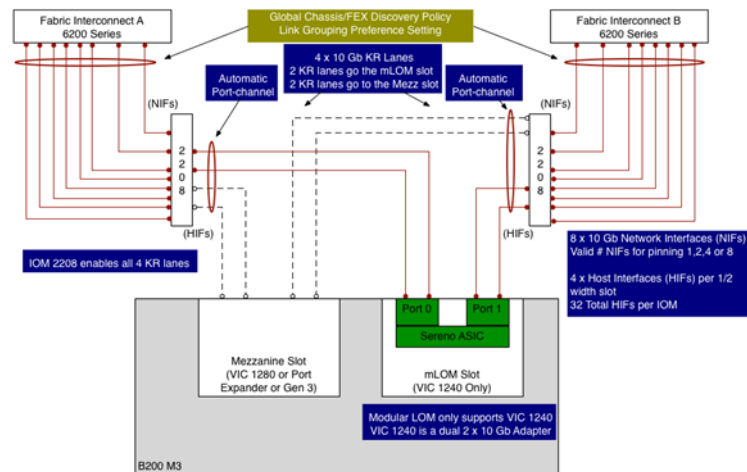 Fabric Interconnect A
6200 Series
Global Chassis/FEX Discovery Policy
Link Grouping Preference Setting
Fabric Interconnect B
6200 Series
4 x 10 Gb KR Lanes
2 KR lanes go the mLOM slot
2 KR lanes go to the Mezz slot
Automatic
Port-channel
Automatic
Port-channel
(NIFs)
(NIFs)
2
2
0
8
2
2
0
8
(HIFs)
(HIFs)
IOM 2208 enables all 4 KR lanes
8 x 10 Gb Network Interfaces (NIFs)
Valid # NIFs for pinning 1,2,4 or 8
4 x Host Interfaces (HIFs) per 1/2
width slot
32 Total HIFs per IOM
Port 0
Port 1
Sereno ASIC
Mezzanine Slot
(VIC 1280 or Port
Expander or Gen 3)
mLOM Slot
(VIC 1240 Only)
Modular LOM only supports VIC 1240
VIC 1240 is a dual 2 x 10 Gb Adapter
B200 M3